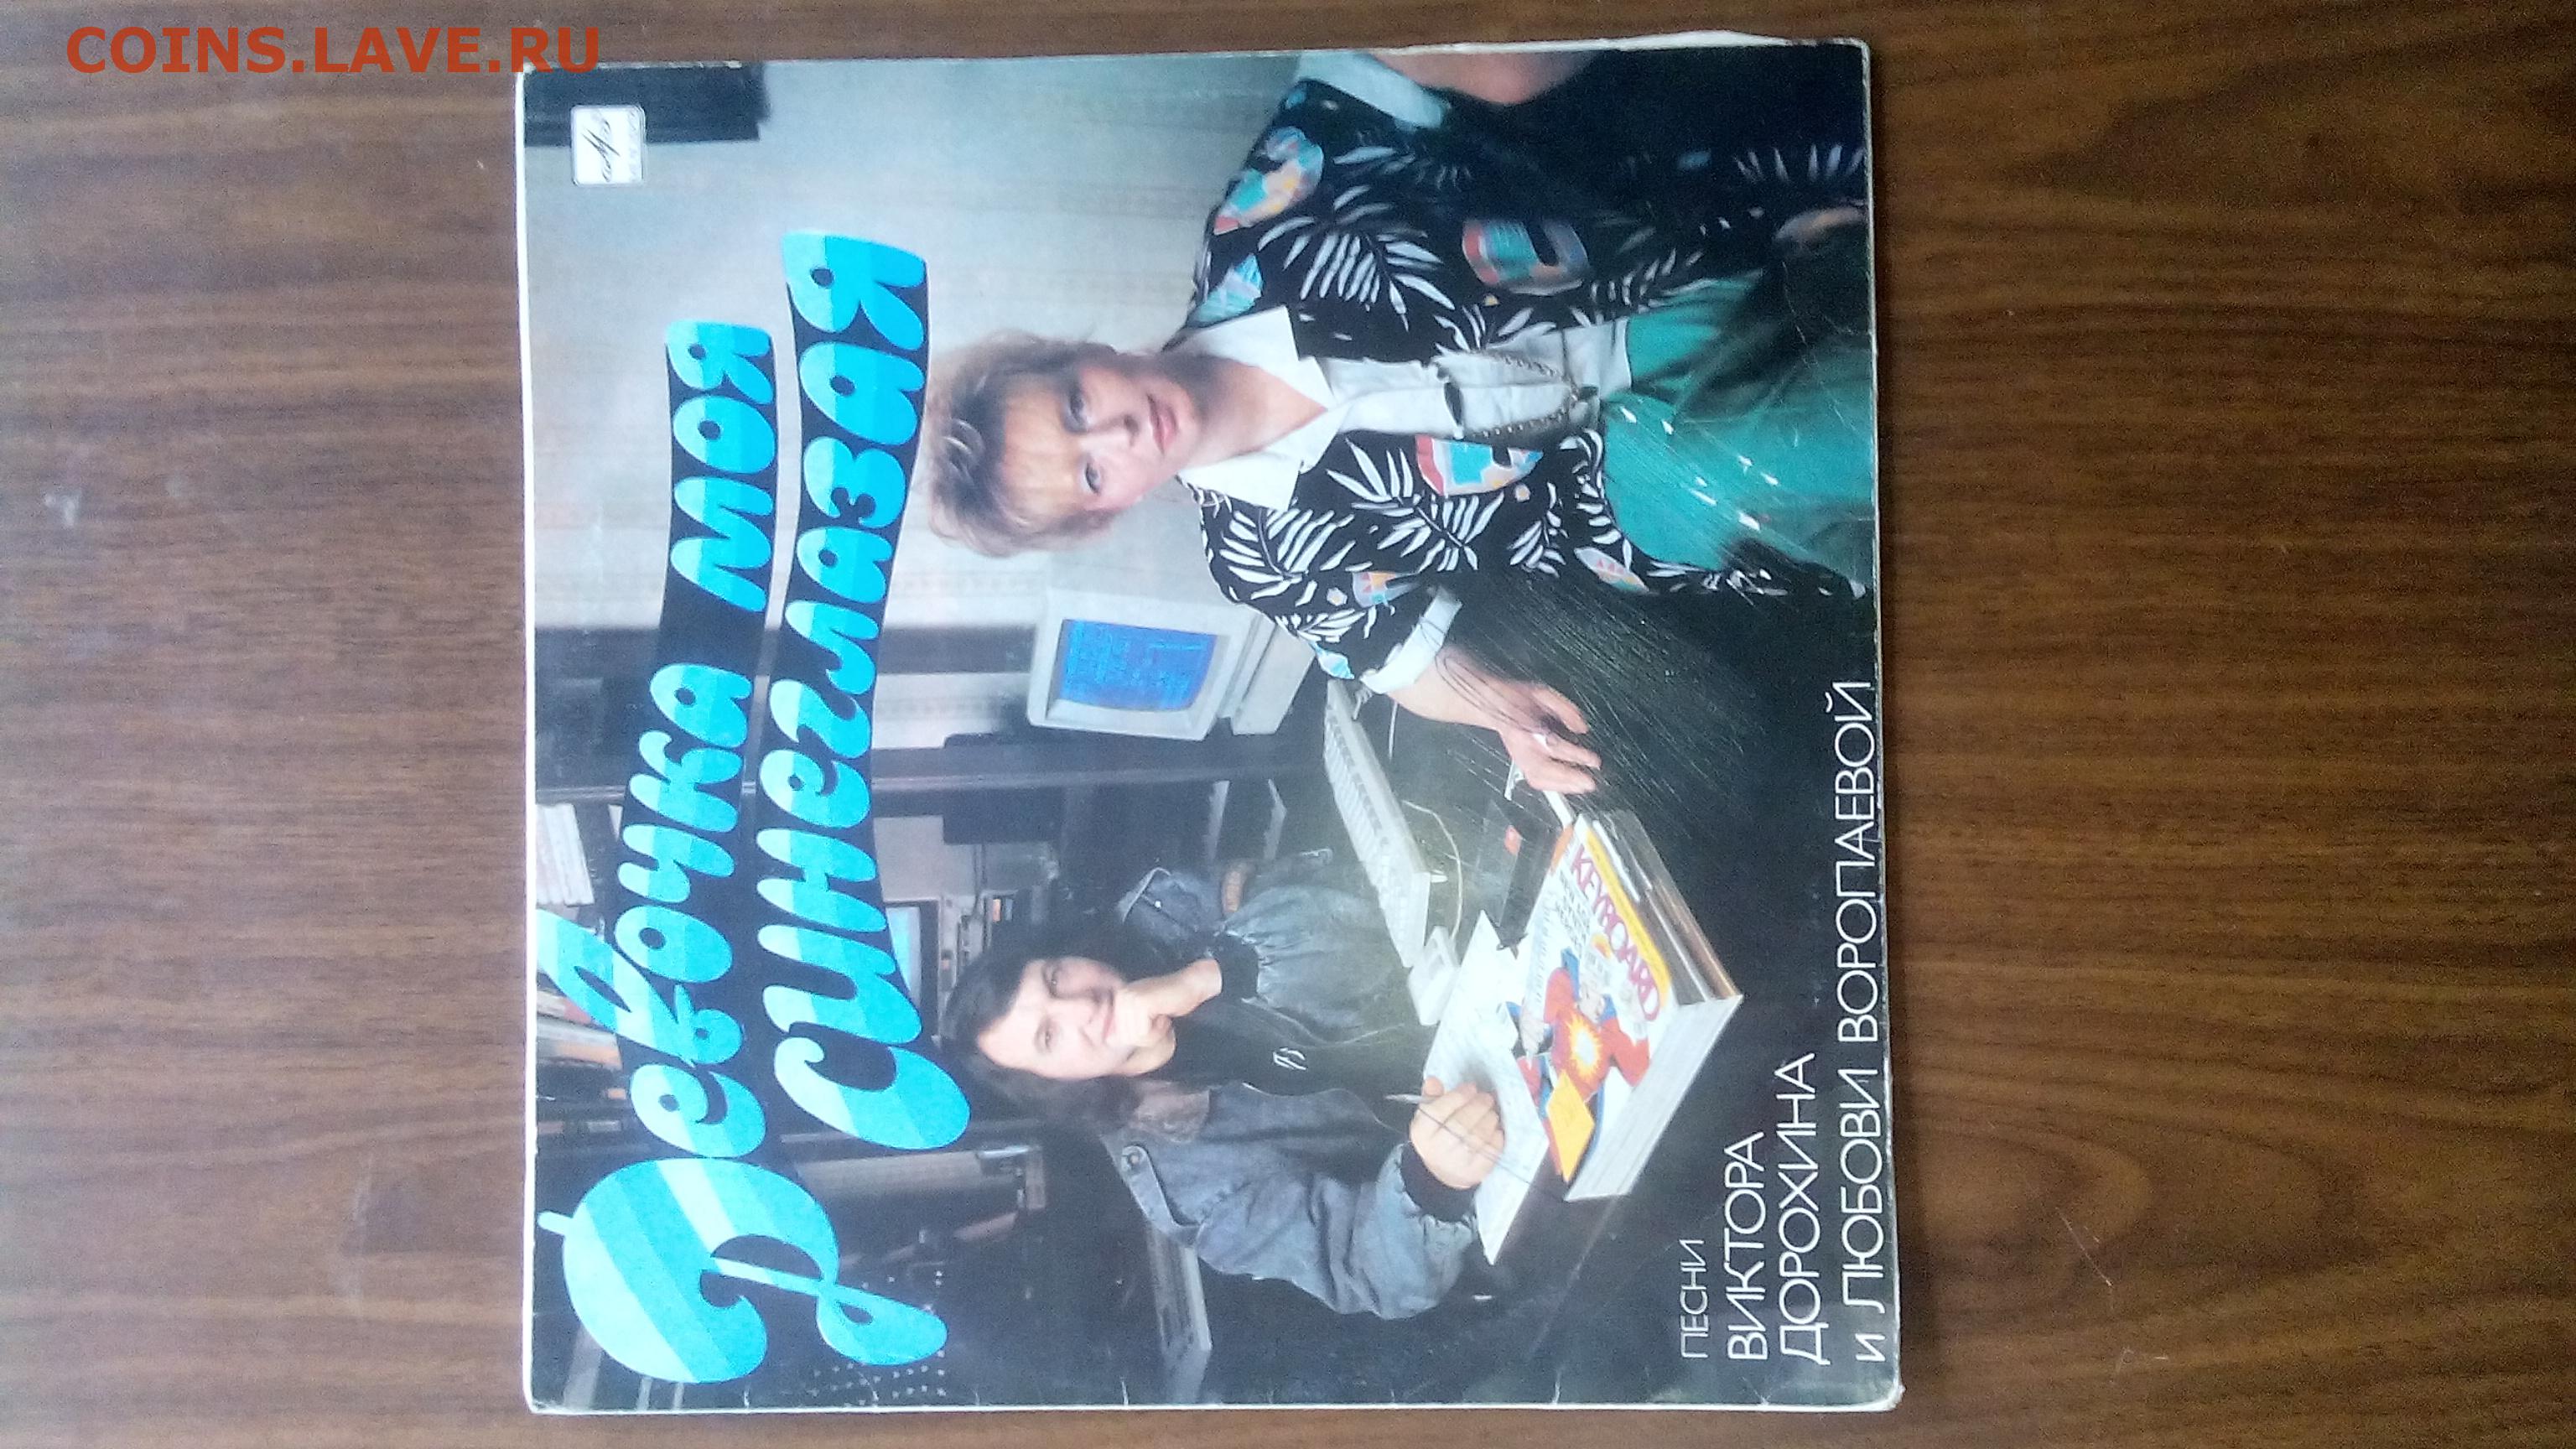 COINS.LAVE.RU
Девочка моя
синеглазая
KEYBOARD
ПЕСНИ
ВИКТОРА
ДОРОХИНА
и ЛЮБОВИ ВОРОПАЕВОЙ